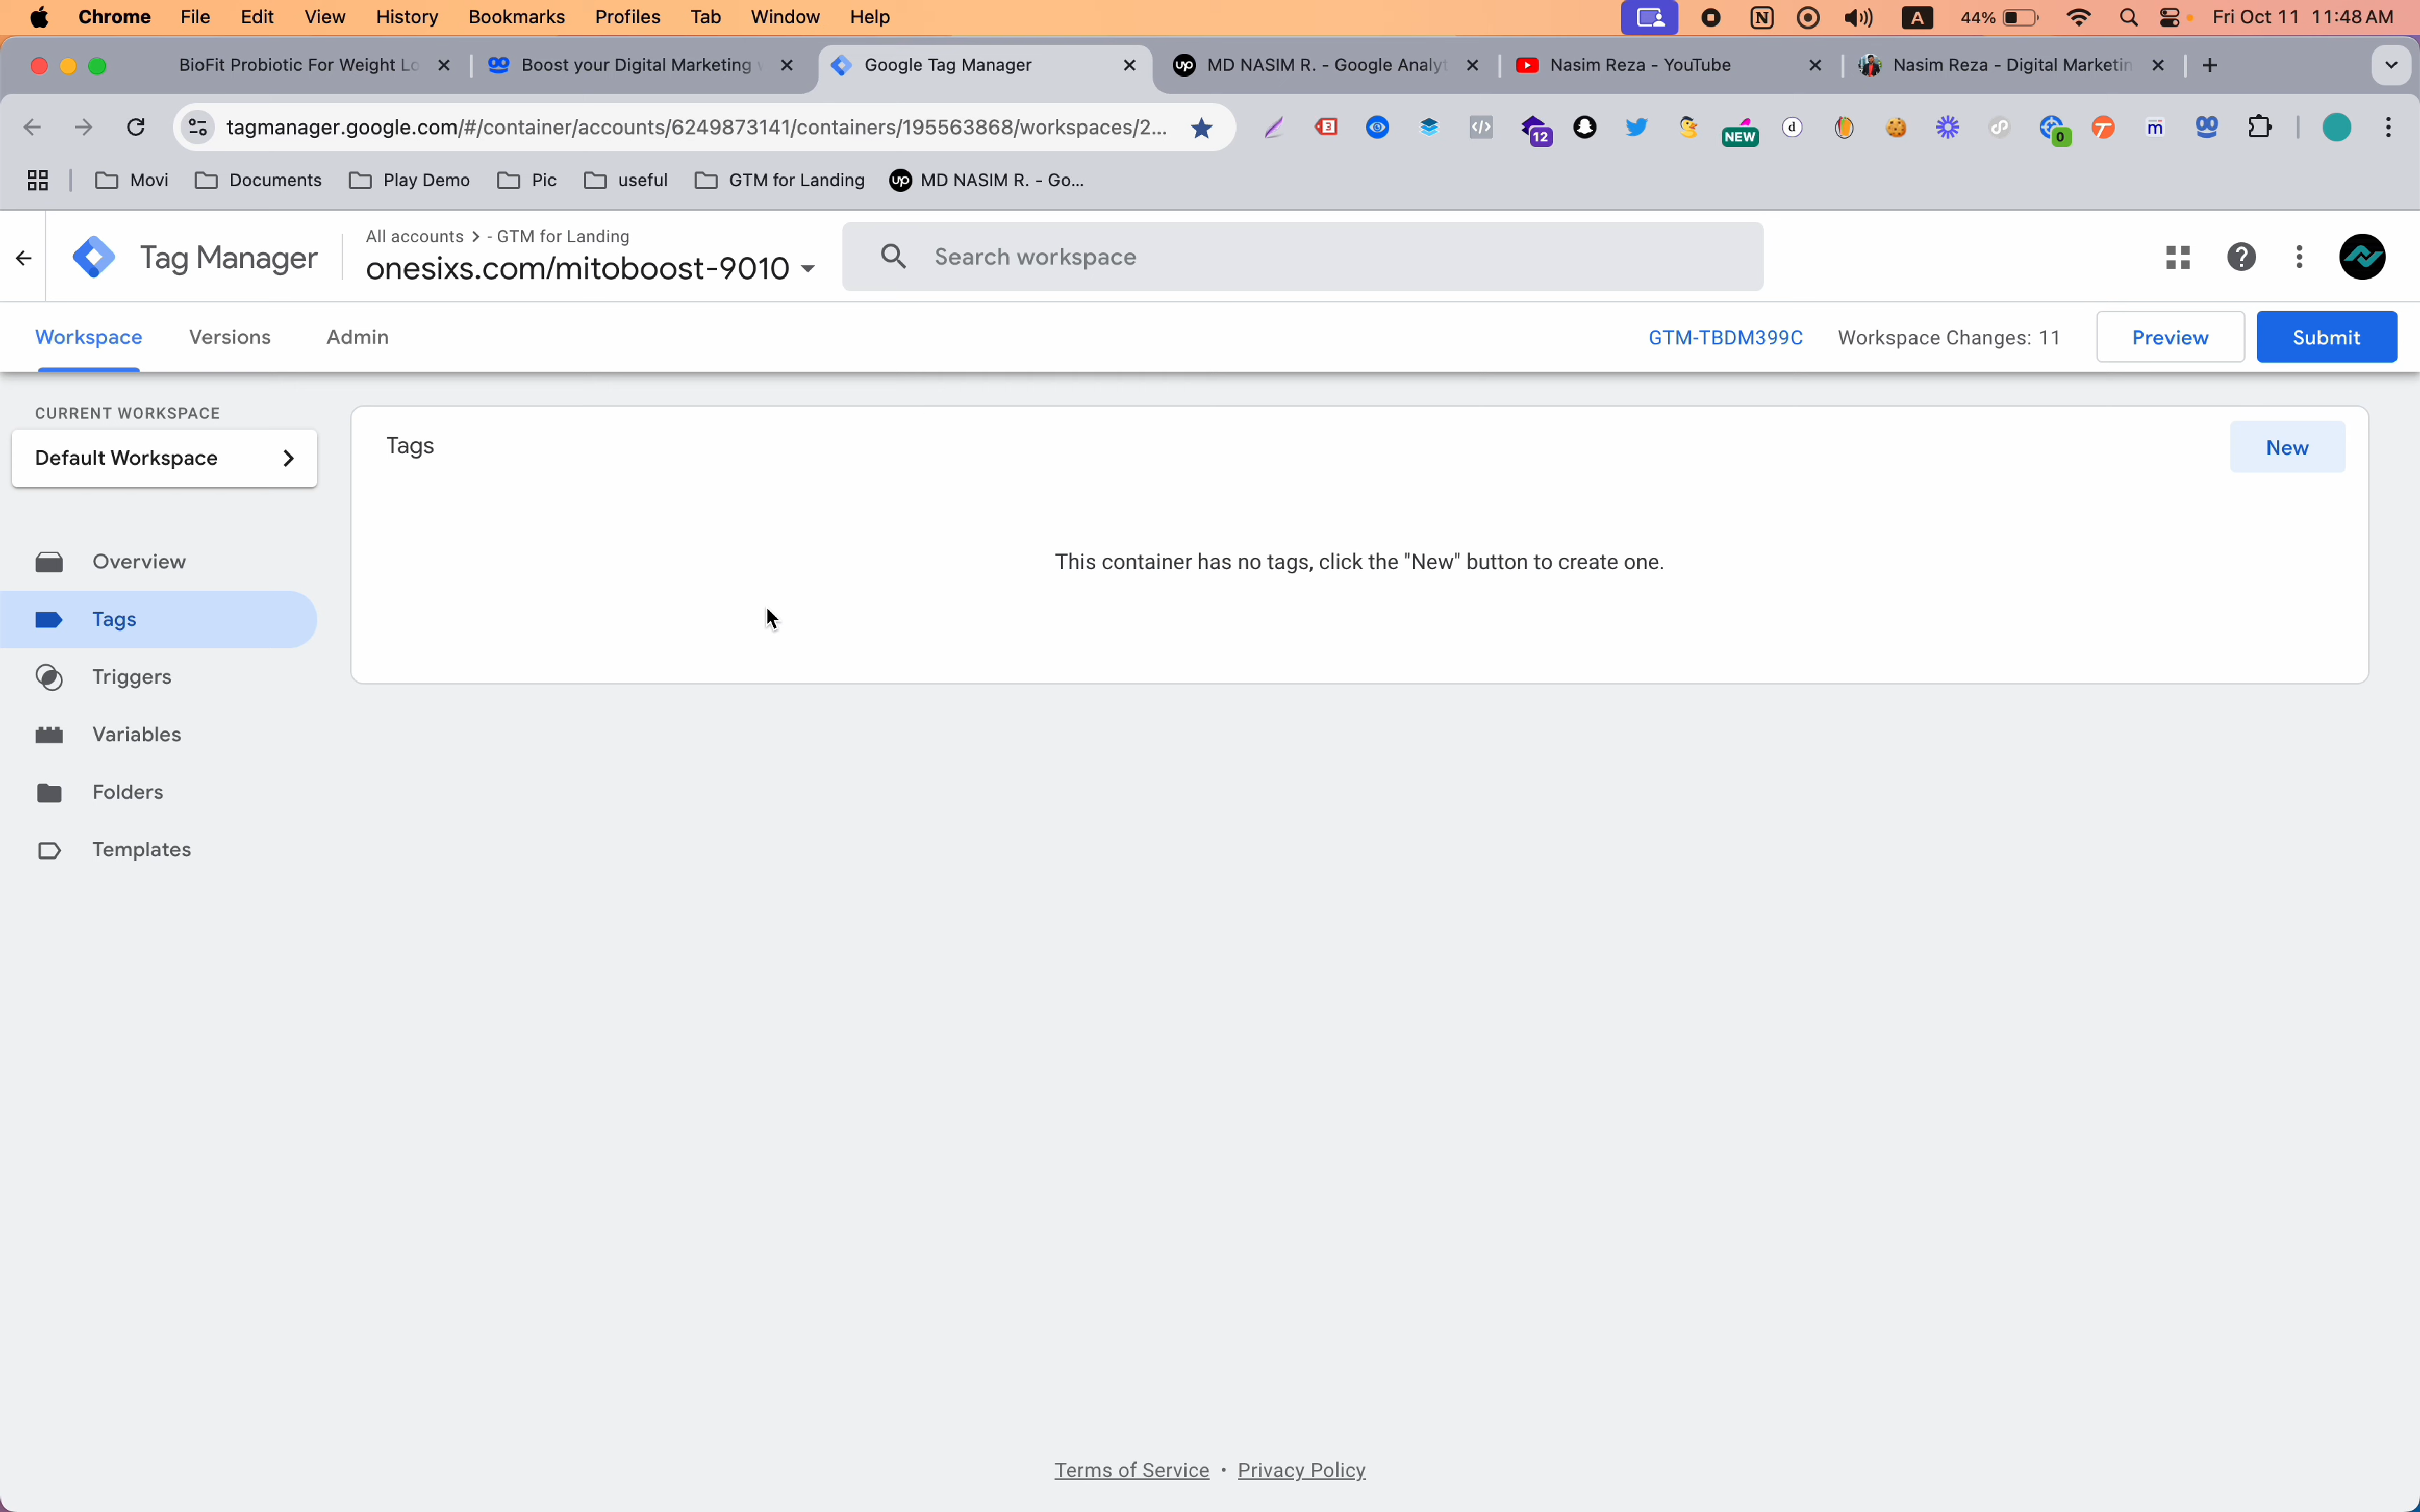 Chrome File Edit View History Bookmarks Profiles Tab Window Help A 44% Fri Oct 11 11:48 AM
BioFit Probiotic For Weight Lo Boost your Digital Marketing Google Tag Manager up MD NASIM R. - Google Analyt Nasim Reza - YouTube Nasim Reza - Digital Marketin
tagmanager.google.com/#/container/accounts/6249873141/containers/195563868/workspaces/2... 3 12 NEW d 0 m
Movi Documents Play Demo Pic useful GTM for Landing up MD NASIM R. - Go...
Tag Manager
All accounts > - GTM for Landing
onesixs.com/mitoboost-9010
Search workspace
Workspace Versions Admin GTM-TBDM399C Workspace Changes: 11 Preview Submit
CURRENT WORKSPACE
Default Workspace
Tags New
This container has no tags, click the "New" button to create one.
Overview
Tags
Triggers
Variables
Folders
Templates
Terms of Service • Privacy Policy